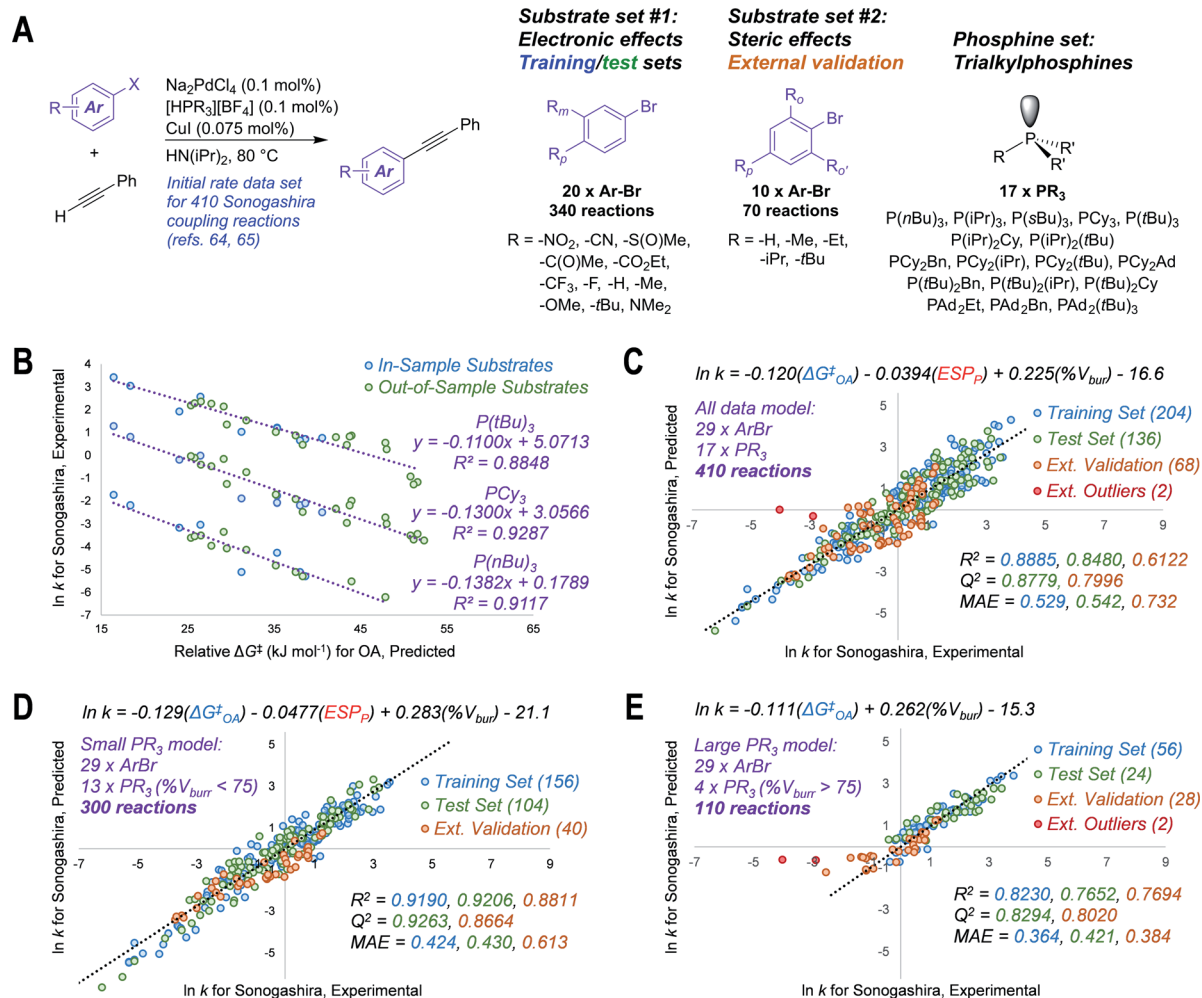 A
R
Ar
X
+
H
Ph
Na₂PdCl₄ (0.1 mol%)
[HPR₃][BF₄] (0.1 mol%)
CuI (0.075 mol%)
HN(iPr)₂, 80 °C
Initial rate data set
for 410 Sonogashira
coupling reactions
(refs. 64, 65)
R
Ar
Ph
Substrate set #1:
Electronic effects
Training/test sets
Rₘ
Br
Rₚ
20 x Ar-Br
340 reactions
R = -NO₂, -CN, -S(O)Me,
-C(O)Me, -CO₂Et,
-CF₃, -F, -H, -Me,
-OMe, -tBu, NMe₂
Substrate set #2:
Steric effects
External validation
Rₒ
Br
Rₚ
Rₒ'
10 x Ar-Br
70 reactions
R = -H, -Me, -Et,
-iPr, -tBu
Phosphine set:
Trialkylphosphines
P
R
R'
R'
17 x PR₃
P(nBu)₃, P(iPr)₃, P(sBu)₃, PCy₃, P(tBu)₃
P(iPr)₂Cy, P(iPr)₂(tBu)
PCy₂Bn, PCy₂(iPr), PCy₂(tBu), PCy₂Ad
P(tBu)₂Bn, P(tBu)₂(iPr), P(tBu)₂Cy
PAd₂Et, PAd₂Bn, PAd₂(tBu)₃
B
ln k for Sonogashira, Experimental
4
3
2
1
0
-1
-2
-3
-4
-5
-6
-7
15 25 35 45 55 65
Relative ΔG‡ (kJ mol⁻¹) for OA, Predicted
In-Sample Substrates
Out-of-Sample Substrates
P(tBu)₃
y = -0.1100x + 5.0713
R² = 0.8848
PCy₃
y = -0.1300x + 3.0566
R² = 0.9287
P(nBu)₃
y = -0.1382x + 0.1789
R² = 0.9117
C
ln k = -0.120(ΔG‡OA) - 0.0394(ESPP) + 0.225(%Vbur) - 16.6
ln k for Sonogashira, Predicted
All data model:
29 x ArBr
17 x PR₃
410 reactions
5
3
1
-3
-5
-7 -5 -3 1 3 5 7 9
Training Set (204)
Test Set (136)
Ext. Validation (68)
Ext. Outliers (2)
R² = 0.8885, 0.8480, 0.6122
Q² = 0.8779, 0.7996
MAE = 0.529, 0.542, 0.732
ln k for Sonogashira, Experimental
D
ln k = -0.129(ΔG‡OA) - 0.0477(ESPP) + 0.283(%Vbur) - 21.1
ln k for Sonogashira, Predicted
Small PR₃ model:
29 x ArBr
13 x PR₃ (%Vburr < 75)
300 reactions
5
3
1
-3
-5
-7 -5 -3 1 3 5 7 9
Training Set (156)
Test Set (104)
Ext. Validation (40)
R² = 0.9190, 0.9206, 0.8811
Q² = 0.9263, 0.8664
MAE = 0.424, 0.430, 0.613
ln k for Sonogashira, Experimental
E
ln k = -0.111(ΔG‡OA) + 0.262(%Vbur) - 15.3
ln k for Sonogashira, Predicted
Large PR₃ model:
29 x ArBr
4 x PR₃ (%Vburr > 75)
110 reactions
5
3
1
-1
-3
-5
-7 -5 -3 1 3 5 7 9
Training Set (56)
Test Set (24)
Ext. Validation (28)
Ext. Outliers (2)
R² = 0.8230, 0.7652, 0.7694
Q² = 0.8294, 0.8020
MAE = 0.364, 0.421, 0.384
ln k for Sonogashira, Experimental